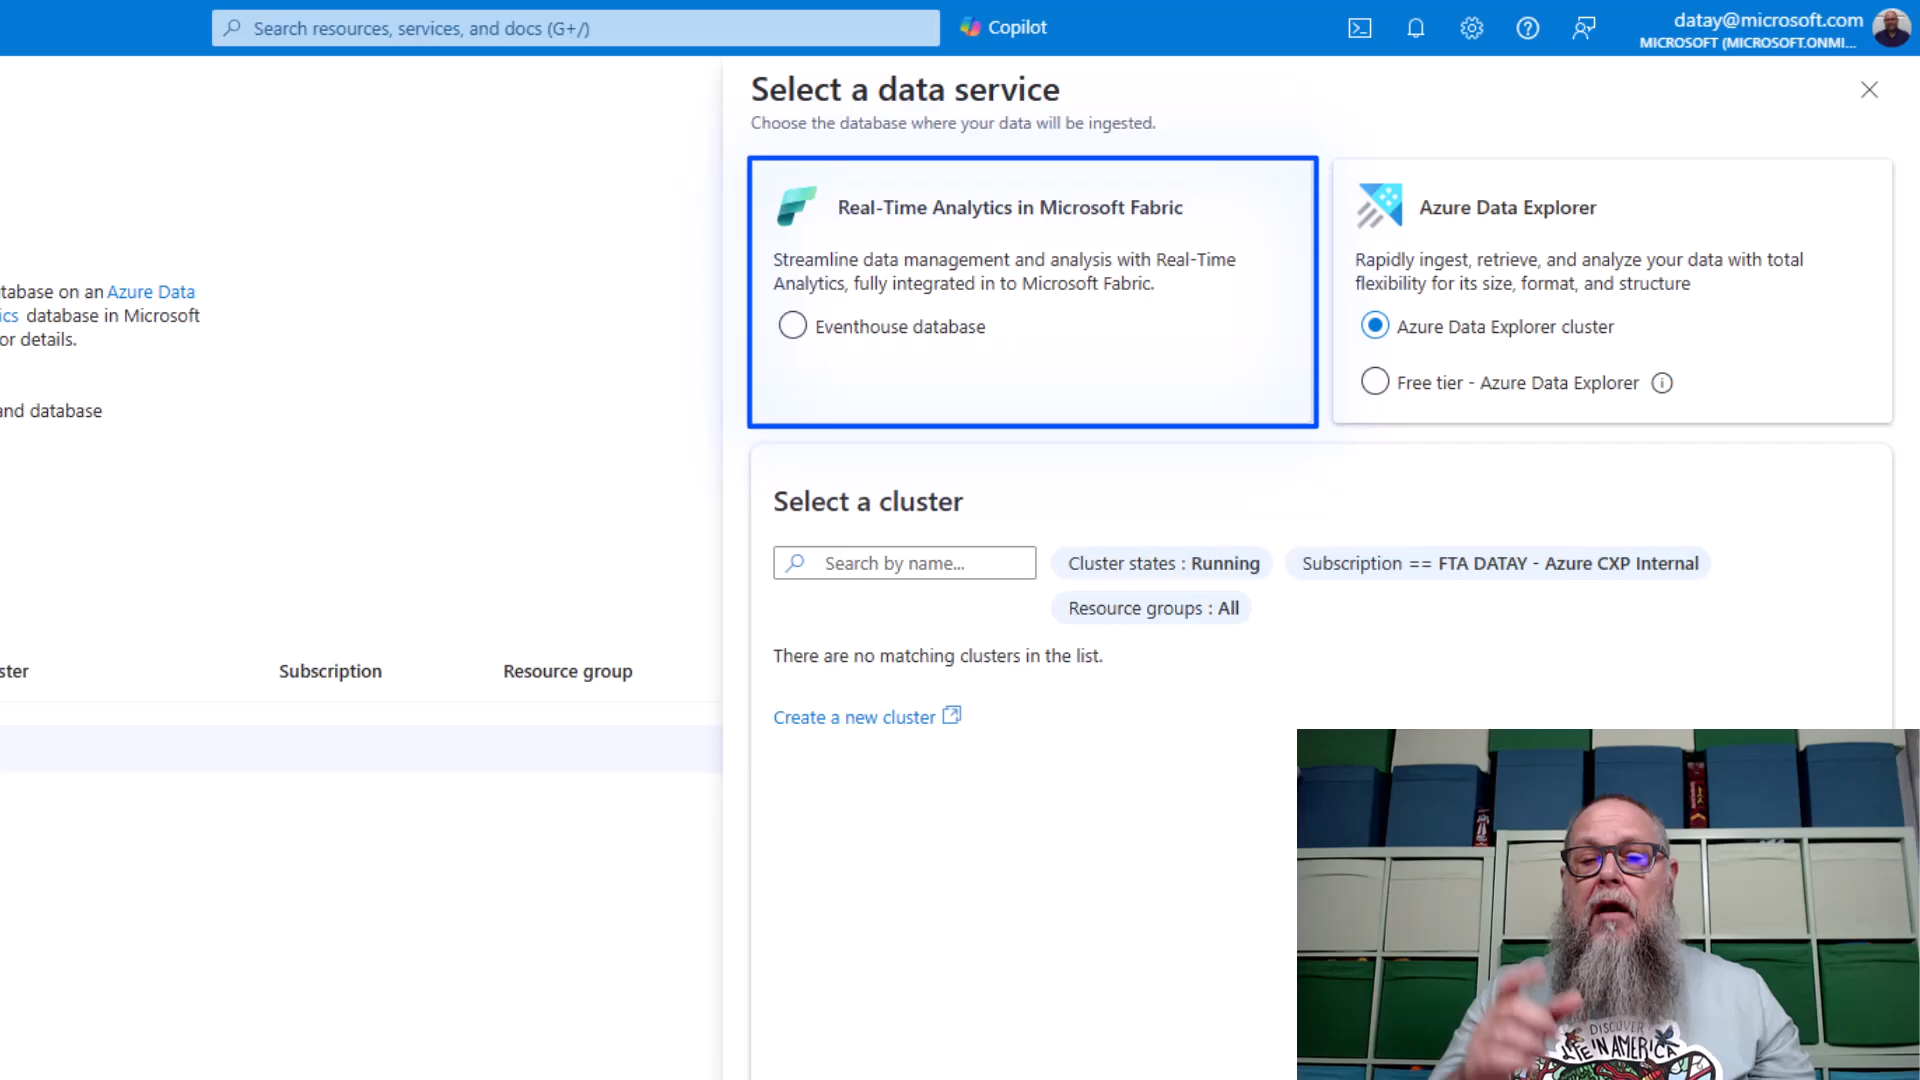 Search resources, services, and docs (G+/)
Copilot
datay@microsoft.com
MICROSOFT (MICROSOFT.ONMI...
Select a data service
Choose the database where your data will be ingested.
Real-Time Analytics in Microsoft Fabric
Streamline data management and analysis with Real-Time
Analytics, fully integrated in to Microsoft Fabric.
Eventhouse database
Azure Data Explorer
Rapidly ingest, retrieve, and analyze your data with total
flexibility for its size, format, and structure
Azure Data Explorer cluster
Free tier - Azure Data Explorer
tabase on an Azure Data
ics database in Microsoft
or details.
and database
Select a cluster
Search by name...
Cluster states : Running
Subscription == FTA DATAY - Azure CXP Internal
Resource groups : All
There are no matching clusters in the list.
Create a new cluster
ster
Subscription
Resource group
DISCOVER
LIFE IN AMERICA